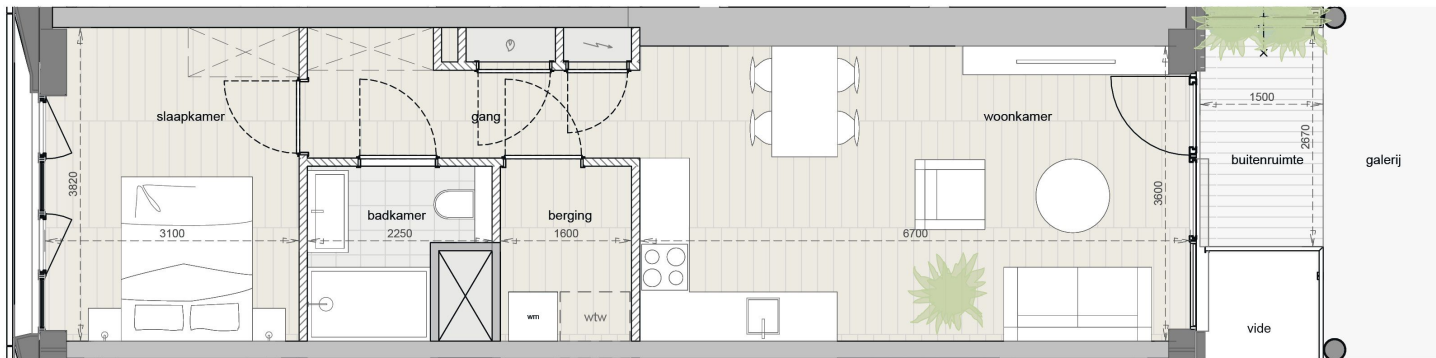 slaapkamer
gang
woonkamer
1500
2670
buitenruimte
galerij
3820
3100
badkamer
2250
berging
1600
6700
3600
wm
wtw
vide